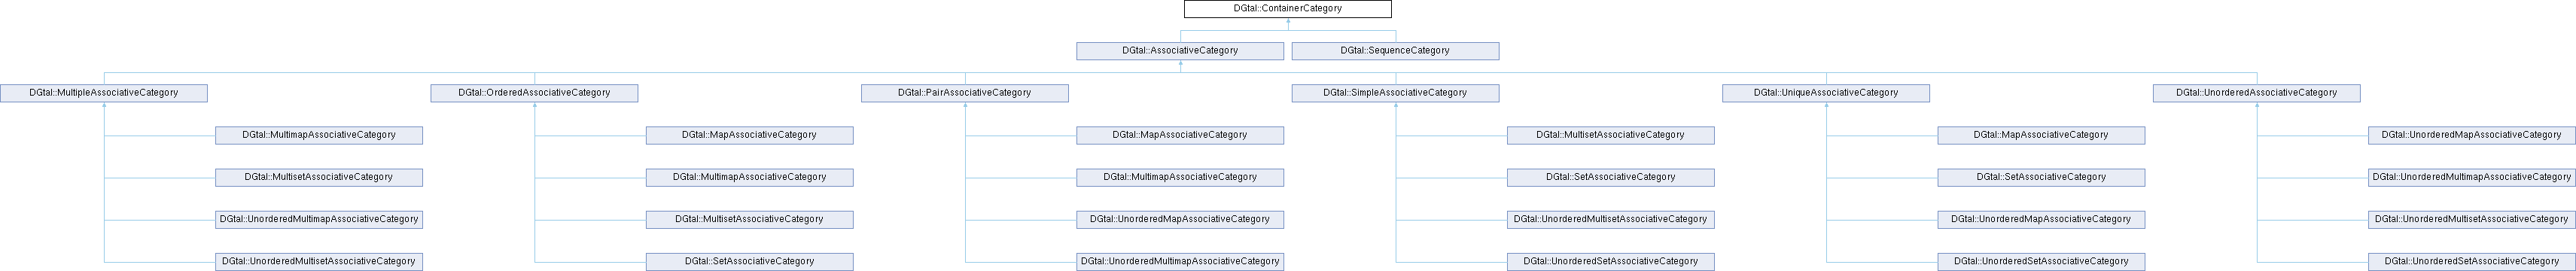 DGtal::ContainerCategory
DGtal::AssociativeCategory DGtal::SequenceCategory
DGtal::MultipleAssociativeCategory DGtal::OrderedAssociativeCategory DGtal::PairAssociativeCategory DGtal::SimpleAssociativeCategory DGtal::UniqueAssociativeCategory DGtal::UnorderedAssociativeCategory
DGtal::MultimapAssociativeCategory DGtal::MapAssociativeCategory DGtal::MapAssociativeCategory DGtal::MultisetAssociativeCategory DGtal::MapAssociativeCategory DGtal::UnorderedMapAssociativeCategory
DGtal::MultisetAssociativeCategory DGtal::MultimapAssociativeCategory DGtal::MultimapAssociativeCategory DGtal::SetAssociativeCategory DGtal::SetAssociativeCategory DGtal::UnorderedMultimapAssociativeCategory
DGtal::UnorderedMultimapAssociativeCategory DGtal::MultisetAssociativeCategory DGtal::UnorderedMapAssociativeCategory DGtal::UnorderedMultisetAssociativeCategory DGtal::UnorderedMapAssociativeCategory DGtal::UnorderedMultisetAssociativeCategory
DGtal::UnorderedMultisetAssociativeCategory DGtal::SetAssociativeCategory DGtal::UnorderedMultimapAssociativeCategory DGtal::UnorderedSetAssociativeCategory DGtal::UnorderedSetAssociativeCategory DGtal::UnorderedSetAssociativeCategory